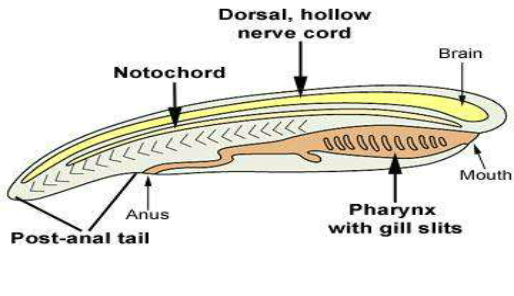 Dorsal, hollow
nerve cord
Brain
Notochord
Mouth
Anus
Pharynx
with gill slits
Post-anal tail